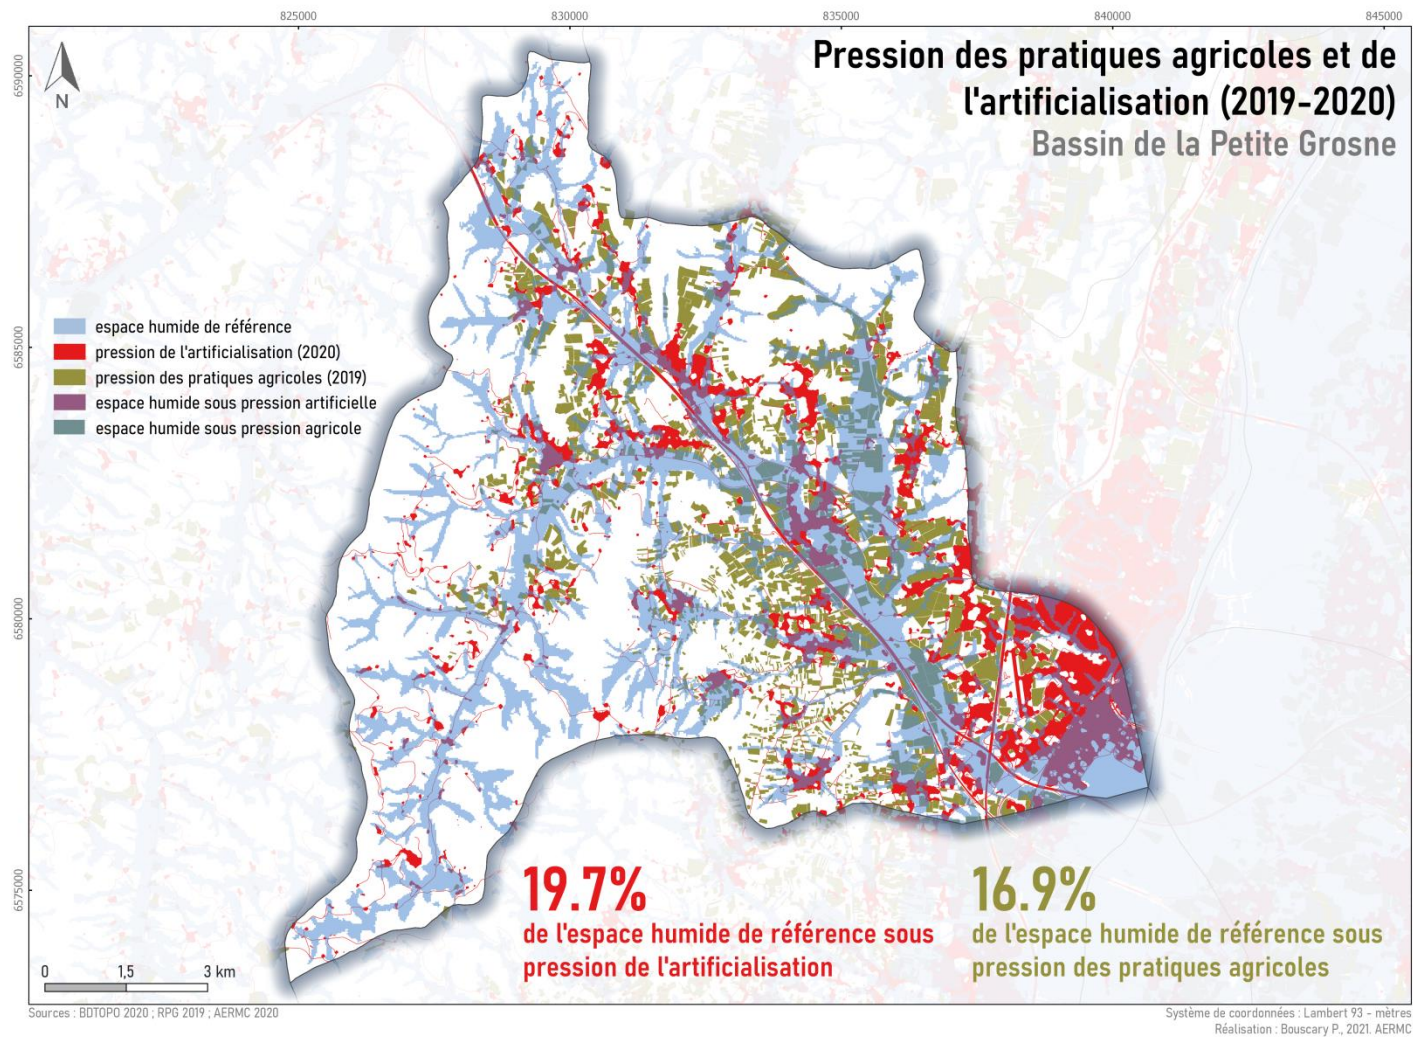 825000
830000
835000
840000
845000
Pression des pratiques agricoles et de
l'artificialisation (2019-2020)
Bassin de la Petite Grosne
N
6590000
6585000
6580000
6575000
espace humide de référence
pression de l'artificialisation (2020)
pression des pratiques agricoles (2019)
espace humide sous pression artificielle
espace humide sous pression agricole
19.7%
de l'espace humide de référence sous
pression de l'artificialisation
16.9%
de l'espace humide de référence sous
pression des pratiques agricoles
0 1,5 3 km
Sources : BDTOPO 2020 ; RPG 2019 ; AERMC 2020
Système de coordonnées : Lambert 93 - mètres
Réalisation : Bouscary P., 2021. AERMC